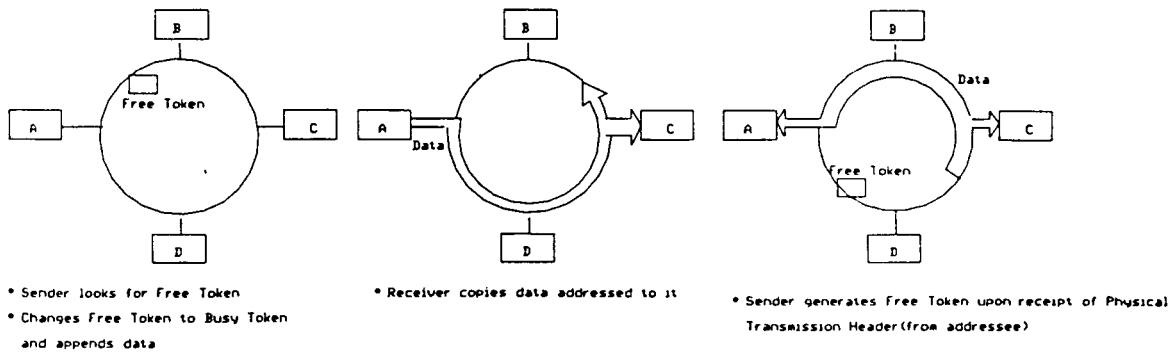 B
Free Token
A
C
D
* Sender looks for Free Token
* Changes Free Token to Busy Token
and appends data
B
A
Data
C
D
* Receiver copies data addressed to it
B
Data
A
C
Free Token
D
* Sender generates Free Token upon receipt of Physical
Transmission Header(from addressee)